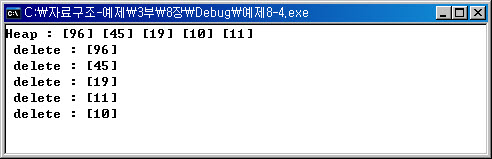 C:\자료구조-예제\3부\8장\Debug\예제8-4.exe
Heap : [96] [45] [19] [10] [11]
delete : [96]
delete : [45]
delete : [19]
delete : [11]
delete : [10]